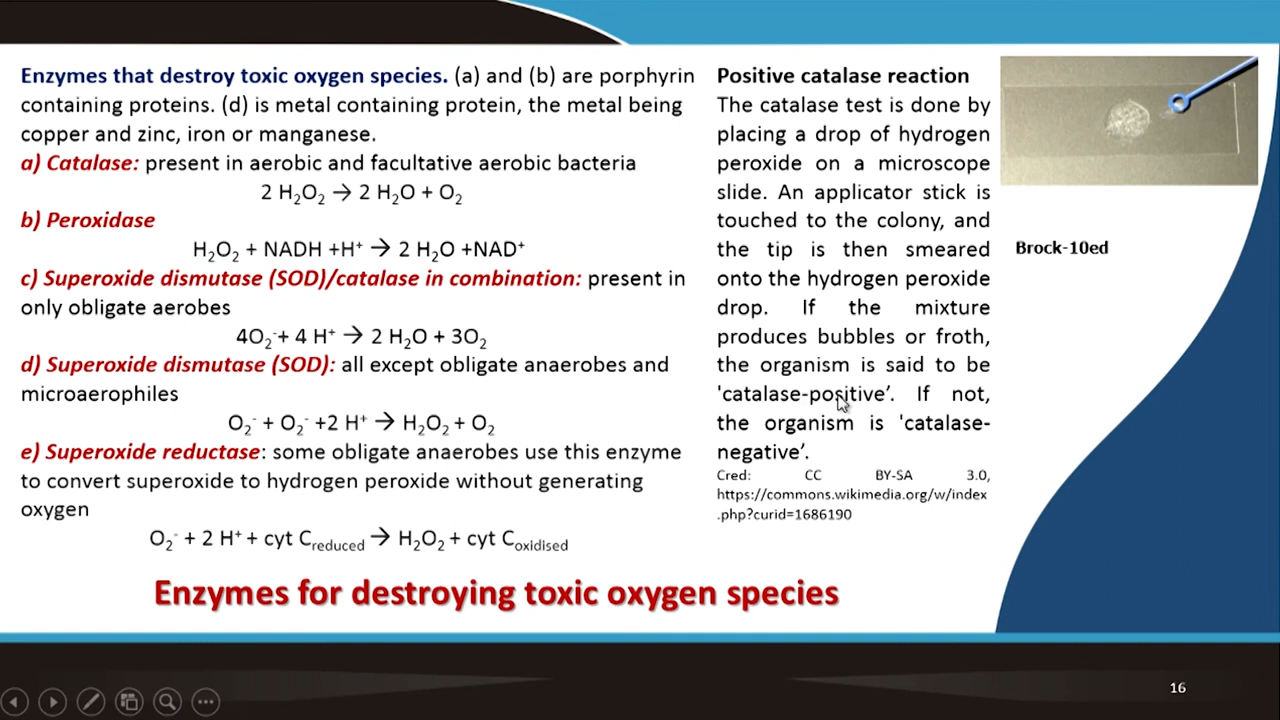 Enzymes that destroy toxic oxygen species. (a) and (b) are porphyrin
containing proteins. (d) is metal containing protein, the metal being
copper and zinc, iron or manganese.
a) Catalase: present in aerobic and facultative aerobic bacteria
2 H₂O₂ → 2 H₂O + O₂
b) Peroxidase
H₂O₂ + NADH +H⁺ → 2 H₂O +NAD⁺
c) Superoxide dismutase (SOD)/catalase in combination: present in
only obligate aerobes
4O₂⁻+ 4 H⁺ → 2 H₂O + 3O₂
d) Superoxide dismutase (SOD): all except obligate anaerobes and
microaerophiles
O₂⁻ + O₂⁻ +2 H⁺ → H₂O₂ + O₂
e) Superoxide reductase: some obligate anaerobes use this enzyme
to convert superoxide to hydrogen peroxide without generating
oxygen
O₂⁻ + 2 H⁺ + cyt Creduced → H₂O₂ + cyt Coxidised
Positive catalase reaction
The catalase test is done by
placing a drop of hydrogen
peroxide on a microscope
slide. An applicator stick is
touched to the colony, and
the tip is then smeared
onto the hydrogen peroxide
drop. If the mixture
produces bubbles or froth,
the organism is said to be
'catalase-positive’. If not,
the organism is 'catalase-
negative’.
Cred: CC BY-SA 3.0,
https://commons.wikimedia.org/w/index
.php?curid=1686190
Brock-10ed
Enzymes for destroying toxic oxygen species
16